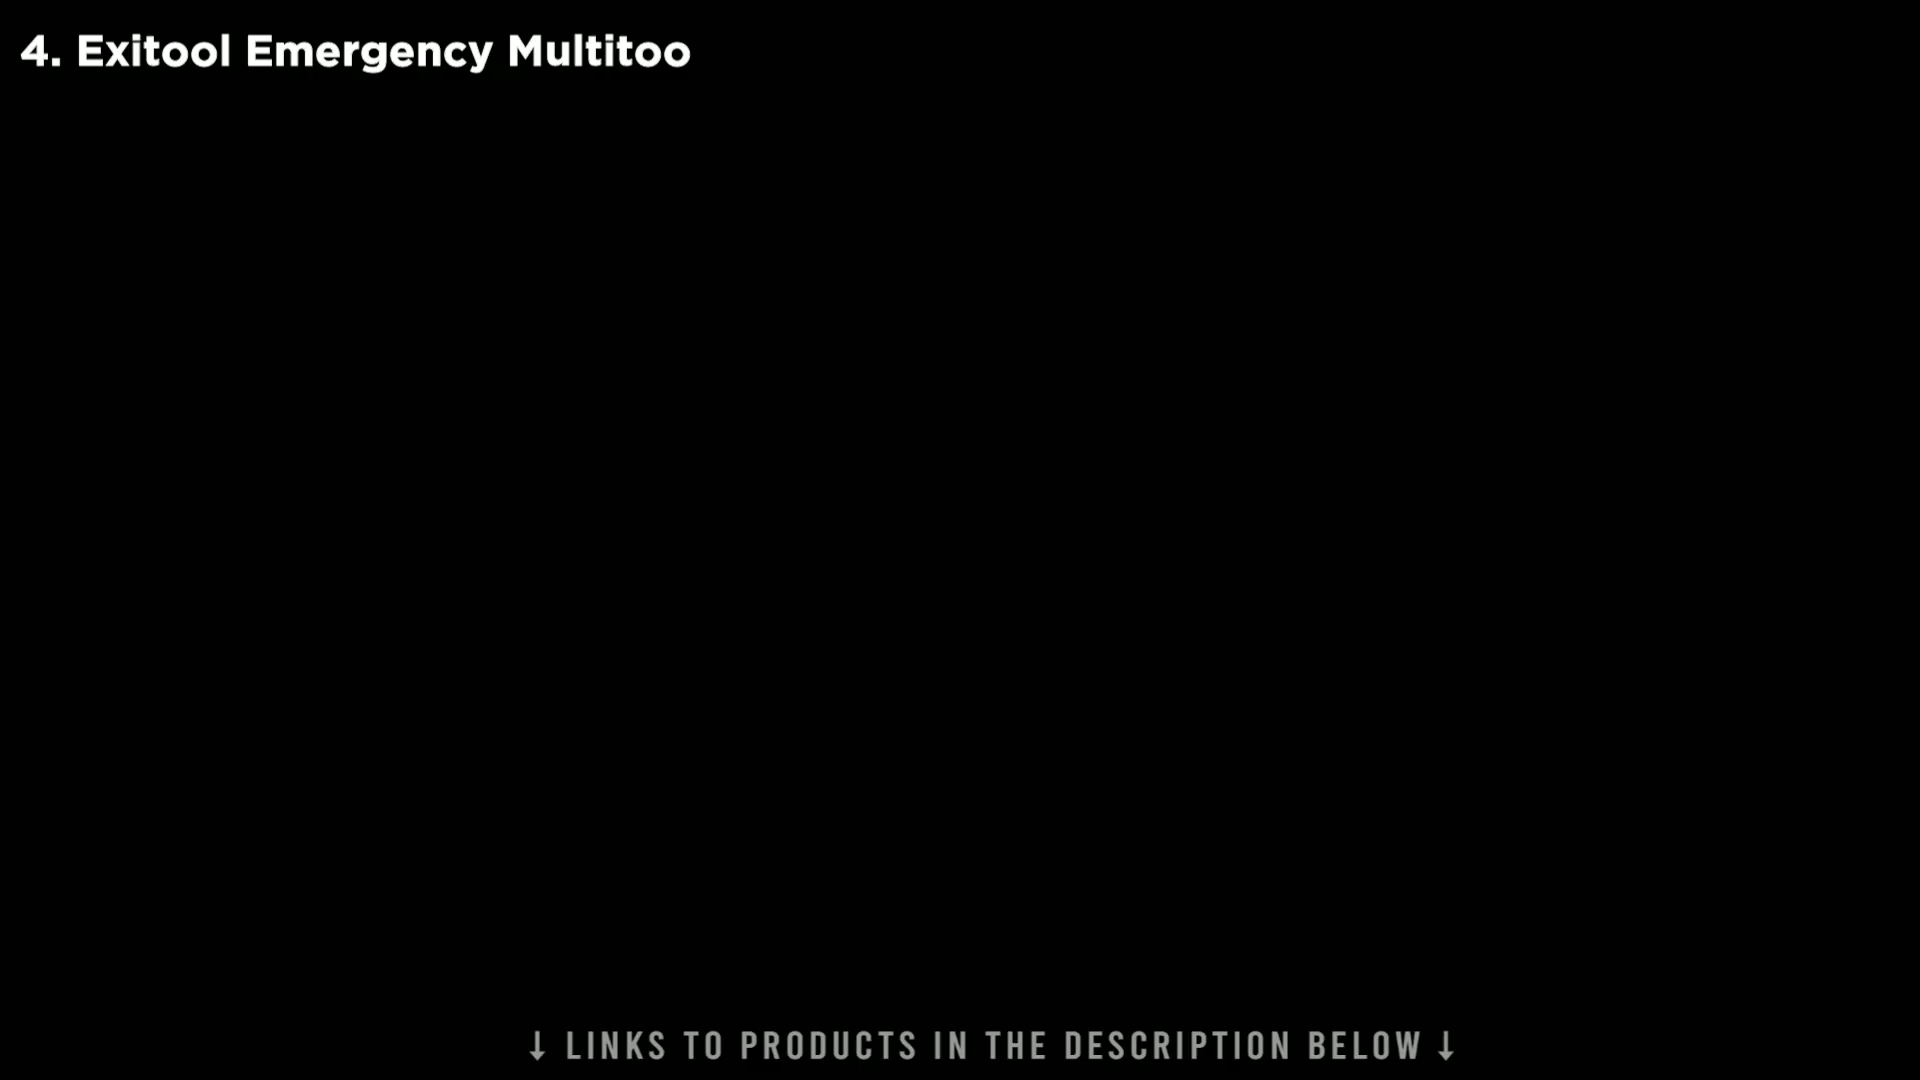 4. Exitool Emergency Multitoo
↓ LINKS TO PRODUCTS IN THE DESCRIPTION BELOW ↓